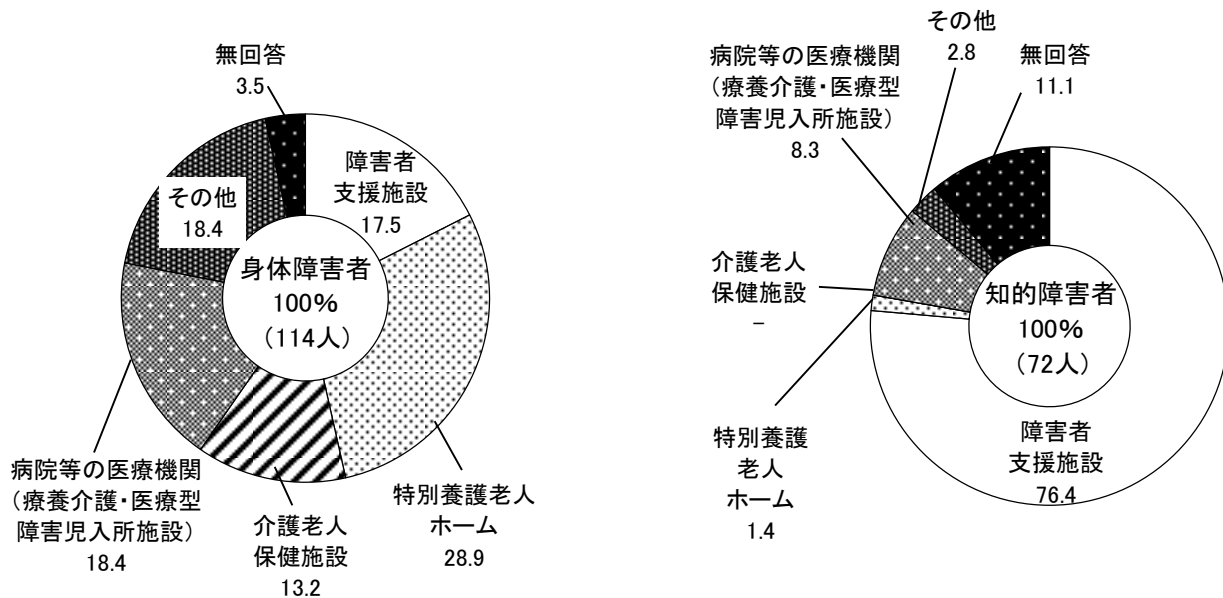 無回答
3.5
障害者
支援施設
17.5
その他
18.4
身体障害者
100%
（114人）
病院等の医療機関
（療養介護・医療型
障害児入所施設）
18.4
介護老人
保健施設
13.2
特別養護老人
ホーム
28.9
その他
2.8
無回答
11.1
病院等の医療機関
（療養介護・医療型
障害児入所施設）
8.3
介護老人
保健施設
－
知的障害者
100%
（72人）
特別養護
老人
ホーム
1.4
障害者
支援施設
76.4